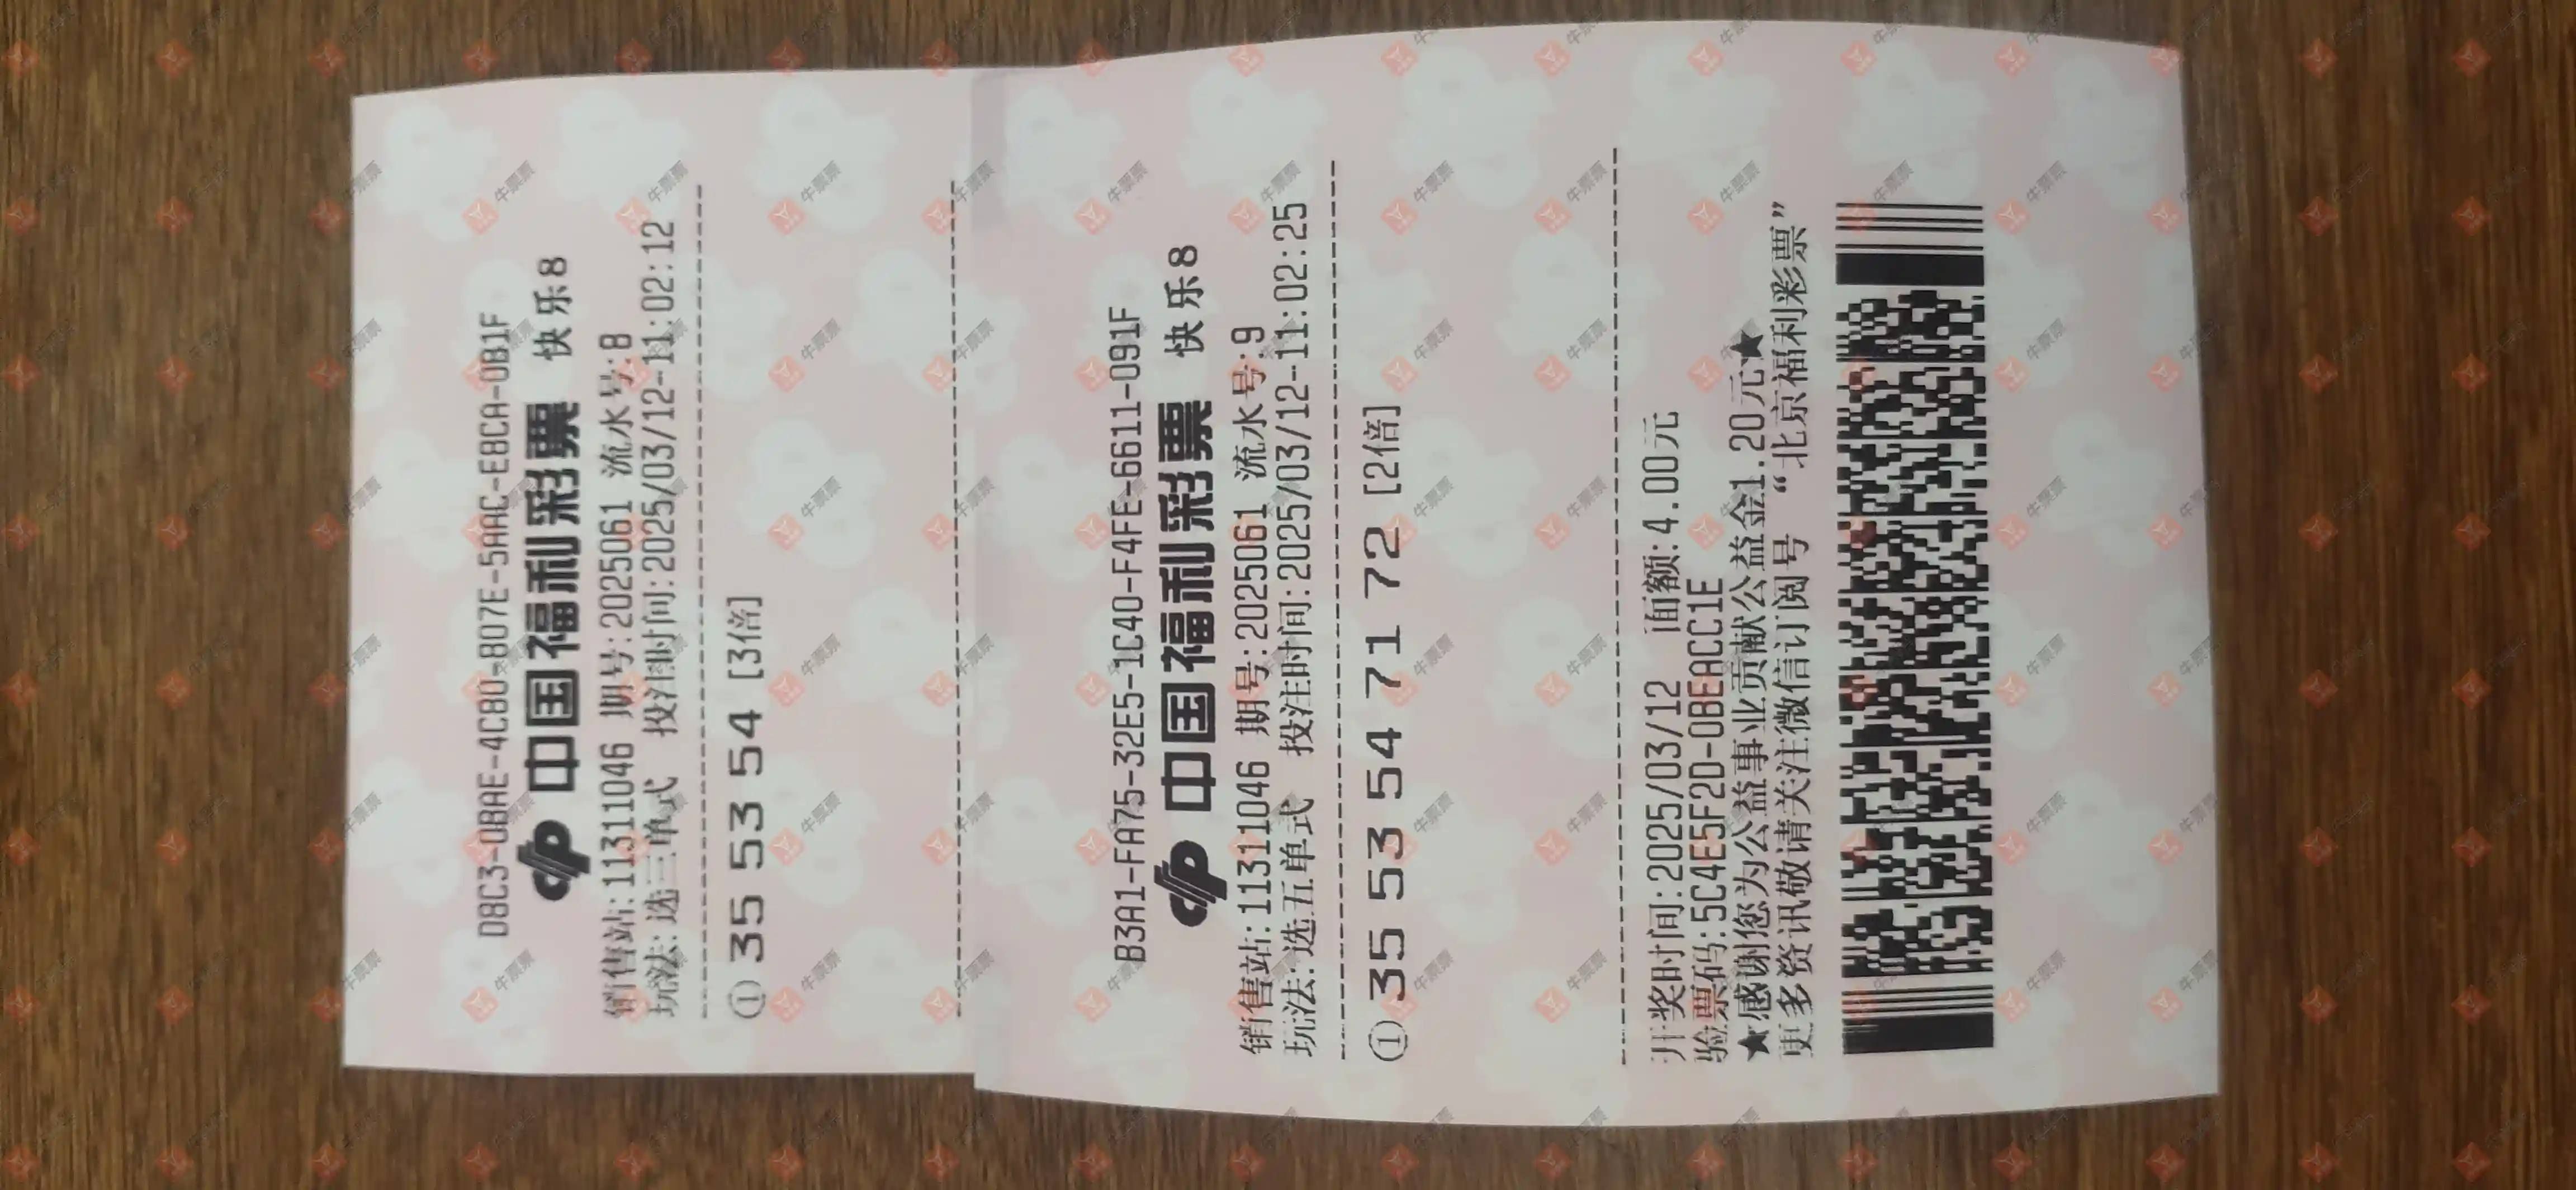 D8C3-0BAE-4C80-807E-5AAC-E8CA-0B1F
中国福利彩票 快乐8
销售站:11311046 期号:2025061 流水号:8
玩法:选三单式 投注时间:2025/03/12-11:02:12
① 35 53 54 [3倍]
B3A1-FA75-32E5-1C40-F4FE-6611-091F
中国福利彩票 快乐8
销售站:11311046 期号:2025061 流水号:9
玩法:选五单式 投注时间:2025/03/12-11:02:25
① 35 53 54 71 72 [2倍]
开奖时间:2025/03/12 面额:4.00元
验票码:5C4E5F2D-0BEACC1E
★感谢您为公益事业贡献公益金1.20元★
更多资讯敬请关注微信订阅号 “北京福利彩票”
牛票票